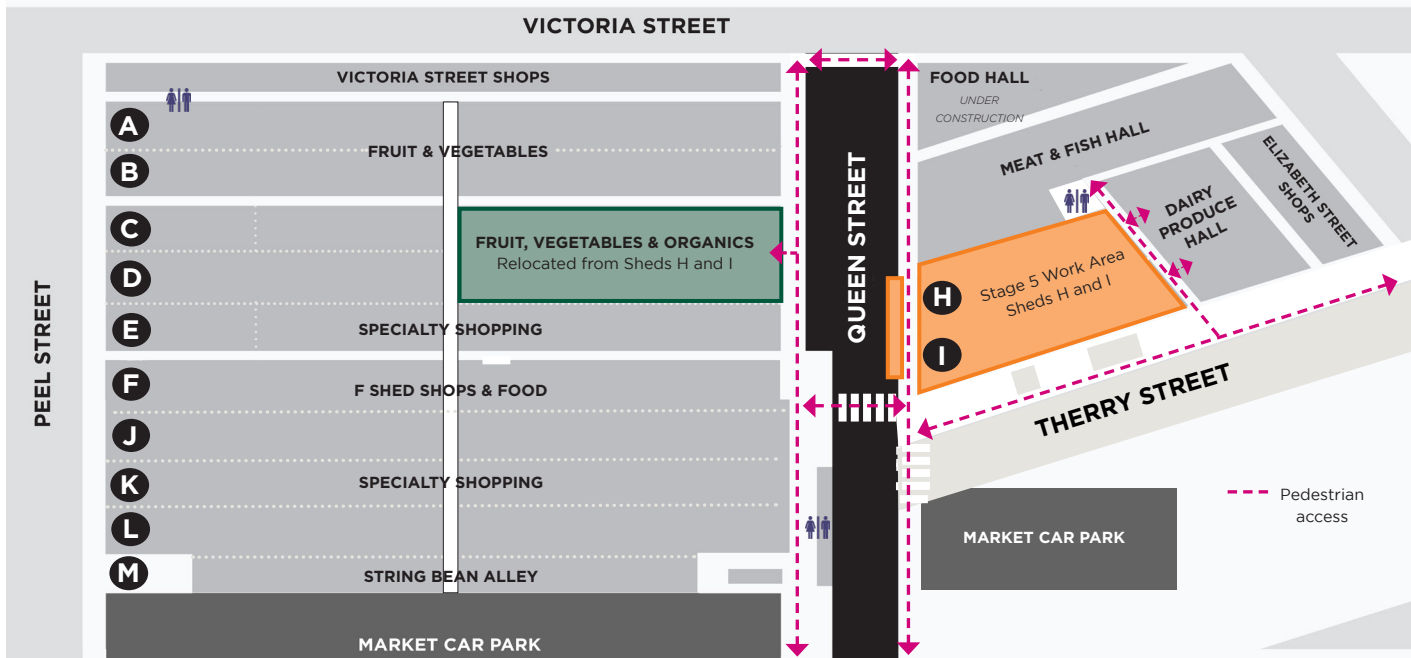 VICTORIA STREET
VICTORIA STREET SHOPS
A
B
FRUIT & VEGETABLES
C
D
E
FRUIT, VEGETABLES & ORGANICS
Relocated from Sheds H and I
SPECIALTY SHOPPING
F
F SHED SHOPS & FOOD
J
K
SPECIALTY SHOPPING
L
M
STRING BEAN ALLEY
MARKET CAR PARK
PEEL STREET
QUEEN STREET
FOOD HALL
UNDER
CONSTRUCTION
MEAT & FISH HALL
DAIRY
PRODUCE
HALL
ELIZABETH STREET
SHOPS
H
I
Stage 5 Work Area
Sheds H and I
THERRY STREET
MARKET CAR PARK
Pedestrian
access